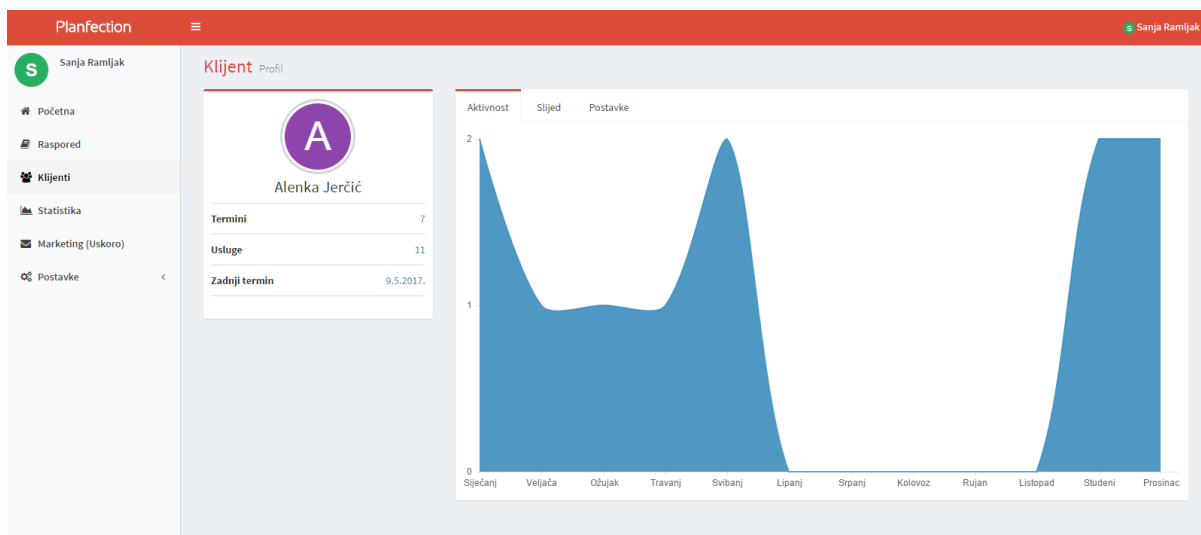 Planfection
S Sanja Ramljak
S
Sanja Ramljak
Početna
Raspored
Klijenti
Statistika
Marketing (Uskoro)
Postavke
Klijent Profil
A
Alenka Jerčić
Termini 7
Usluge 11
Zadnji termin 9.5.2017.
Aktivnost Slijed Postavke
2
1
0
Siječanj Veljača Ožujak Travanj Svibanj Lipanj Srpanj Kolovoz Rujan Listopad Studeni Prosinac